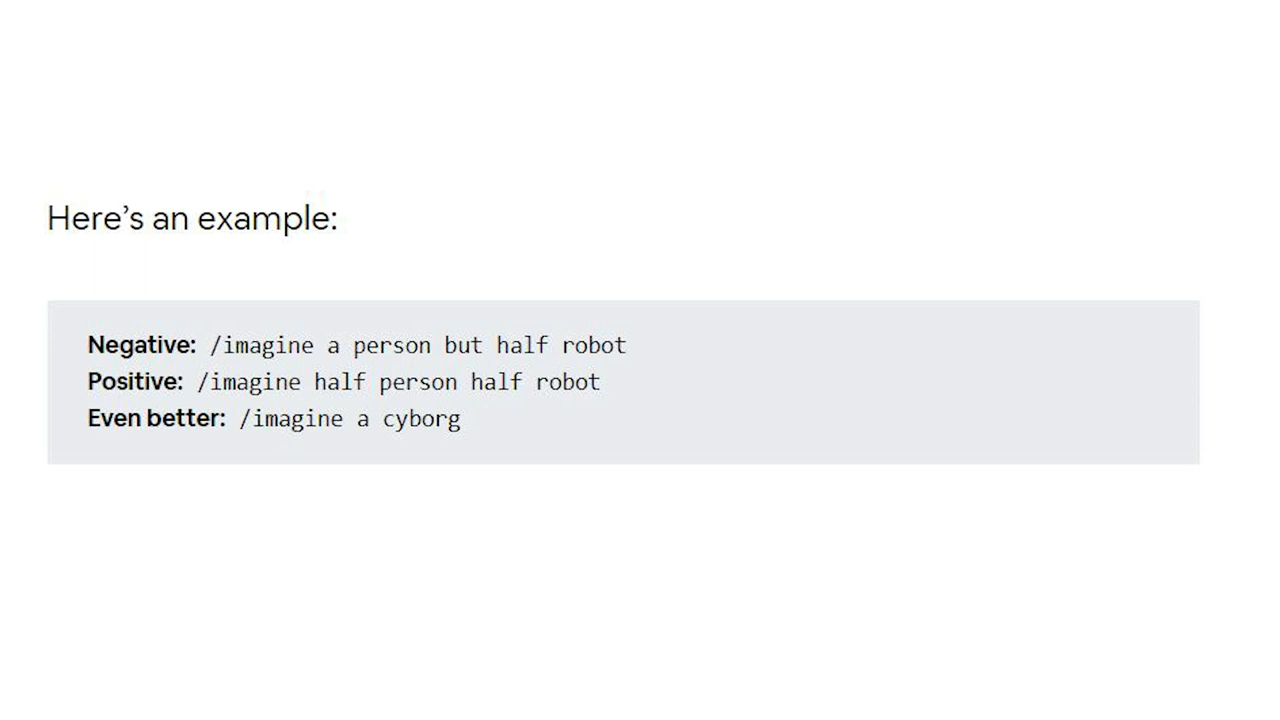 Here’s an example:
Negative: /imagine a person but half robot
Positive: /imagine half person half robot
Even better: /imagine a cyborg